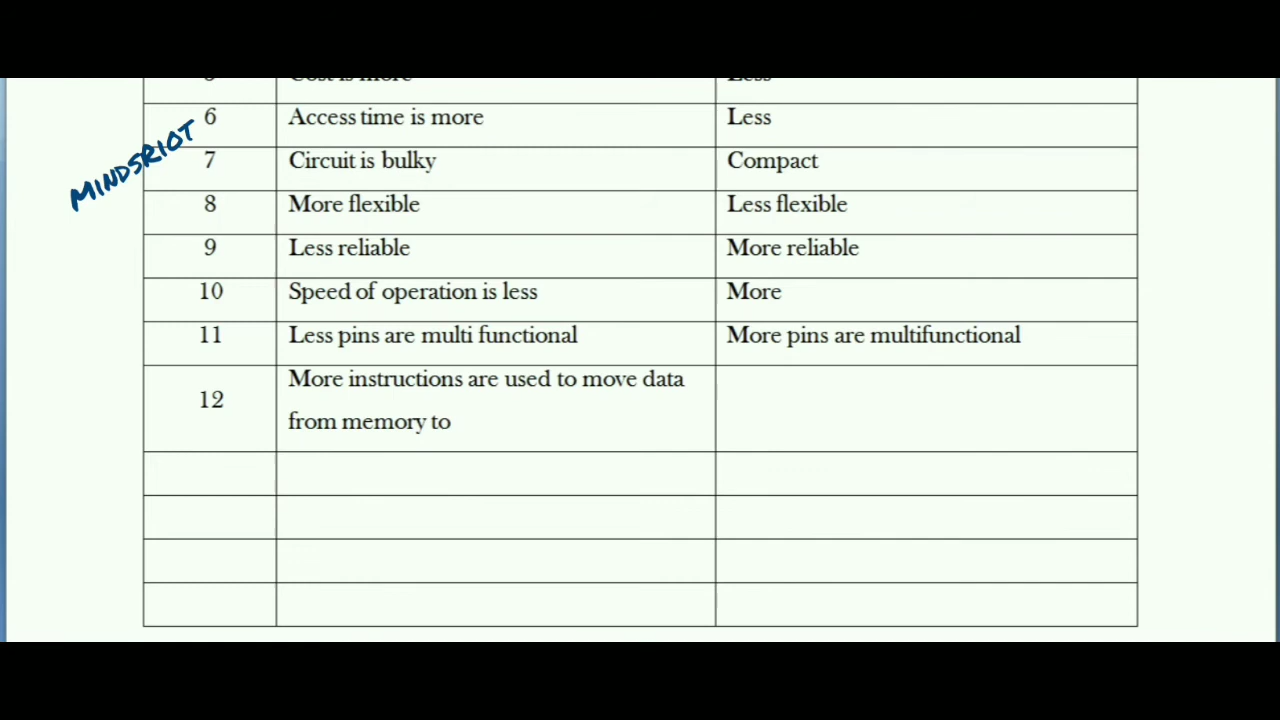 6 Access time is more Less
7 Circuit is bulky Compact
8 More flexible Less flexible
9 Less reliable More reliable
10 Speed of operation is less More
11 Less pins are multi functional More pins are multifunctional
12 More instructions are used to move data
from memory to
MINDSRIOT